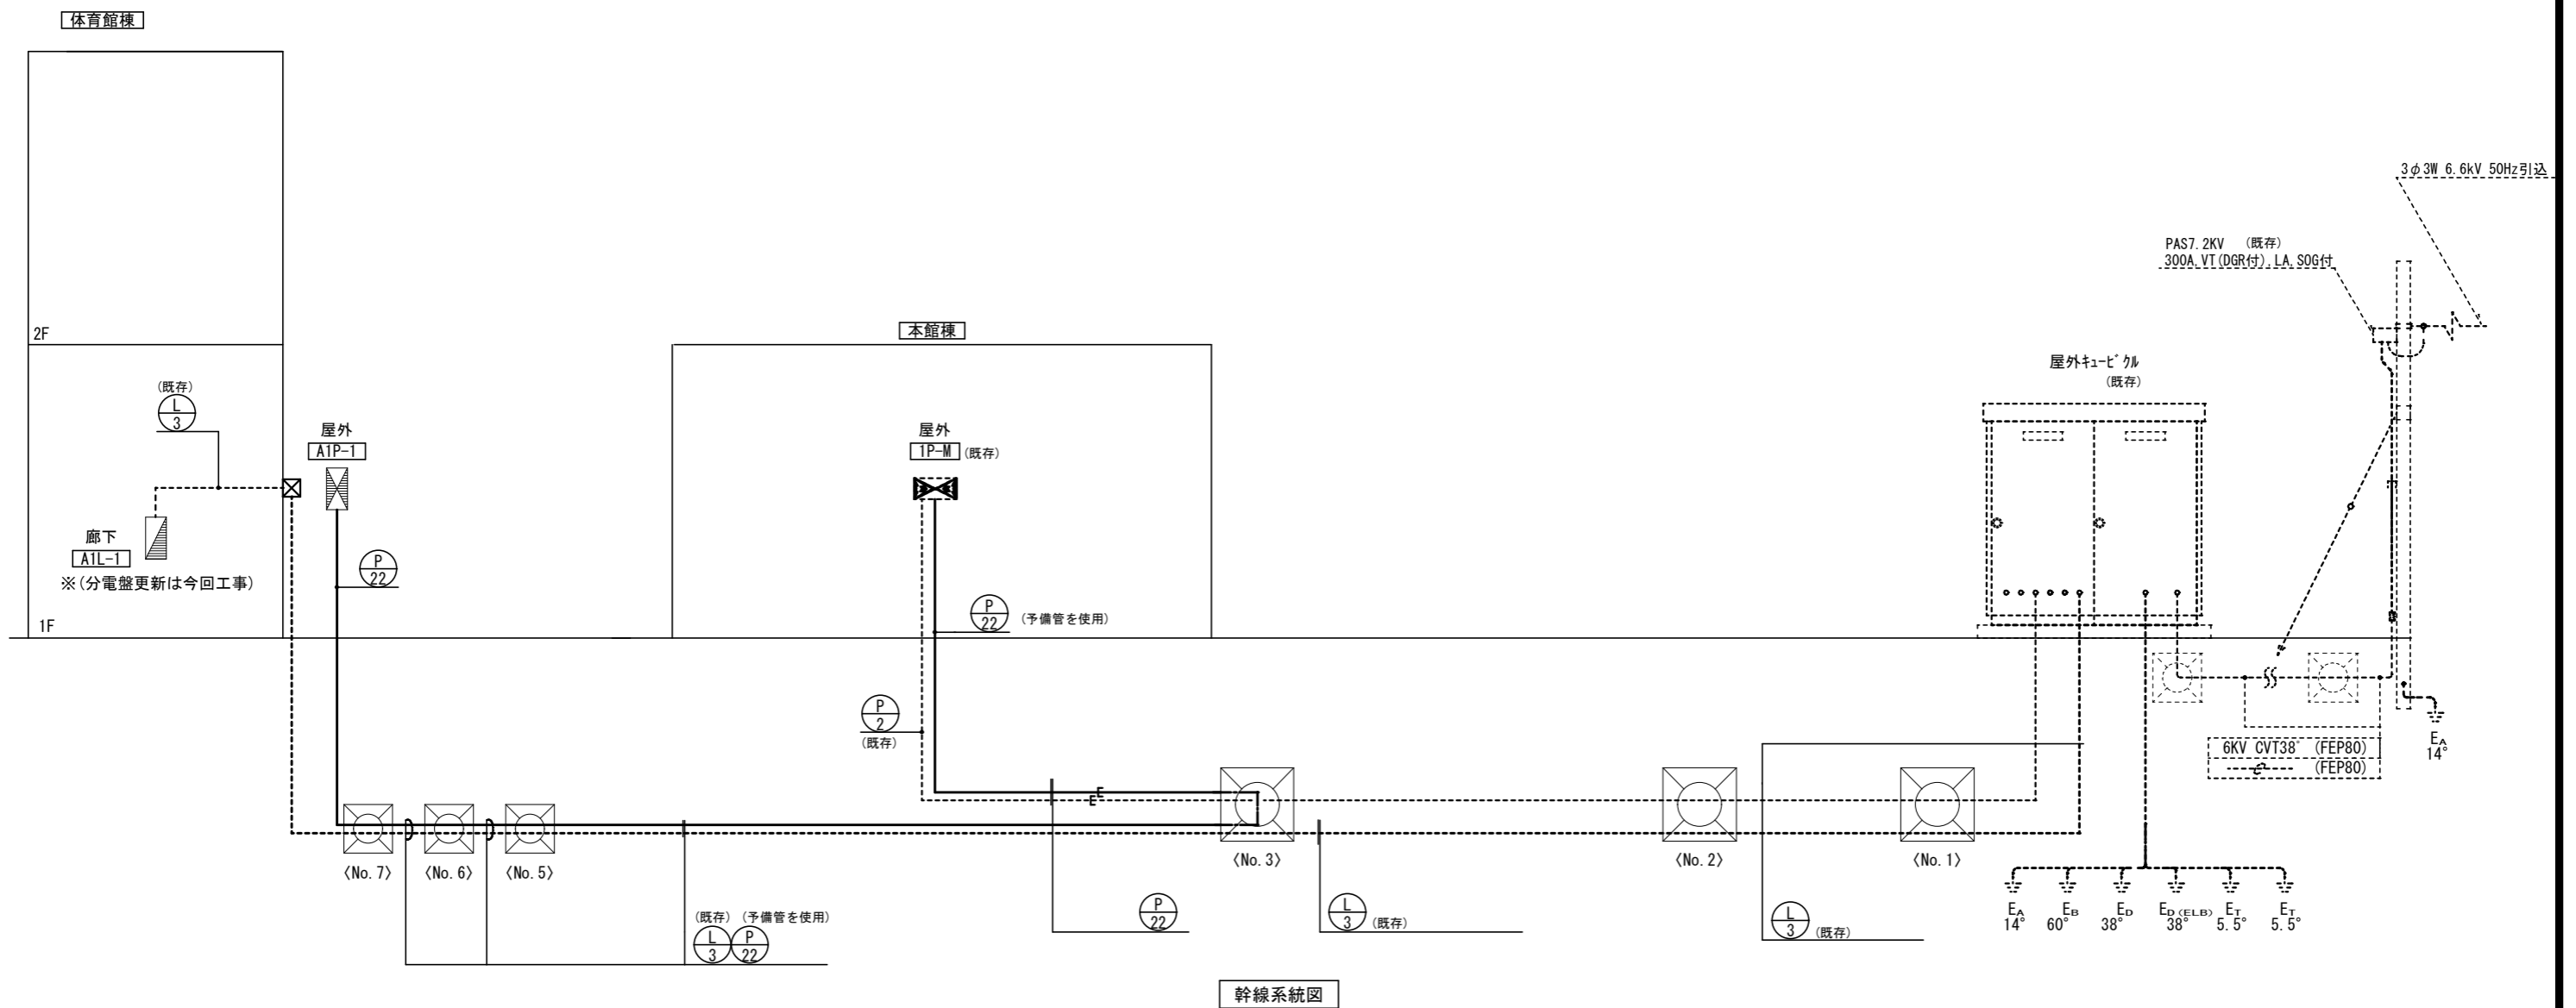 体育館棟
3φ3W 6.6kV 50Hz引込
PAS7.2KV (既存)
300A,VT(DGR付),LA,SOG付
2F
本館棟
屋外キュービクル
(既存)
(既存)
L
3
屋外
A1P-1
屋外
1P-M (既存)
廊下
A1L-1
※(分電盤更新は今回工事)
P
22
1F
P
22
(予備管を使用)
P
2
(既存)
6KV CVT38° (FEP80)
(FEP80)
EA
14°
〈No.7〉
〈No.6〉
〈No.5〉
〈No.3〉
〈No.2〉
〈No.1〉
E
E
(既存) (予備管を使用)
L
3
P
22
P
22
L
3
(既存)
L
3
(既存)
EA
14°
EB
60°
ED
38°
ED(ELB)
38°
ET
5.5°
ET
5.5°
幹線系統図